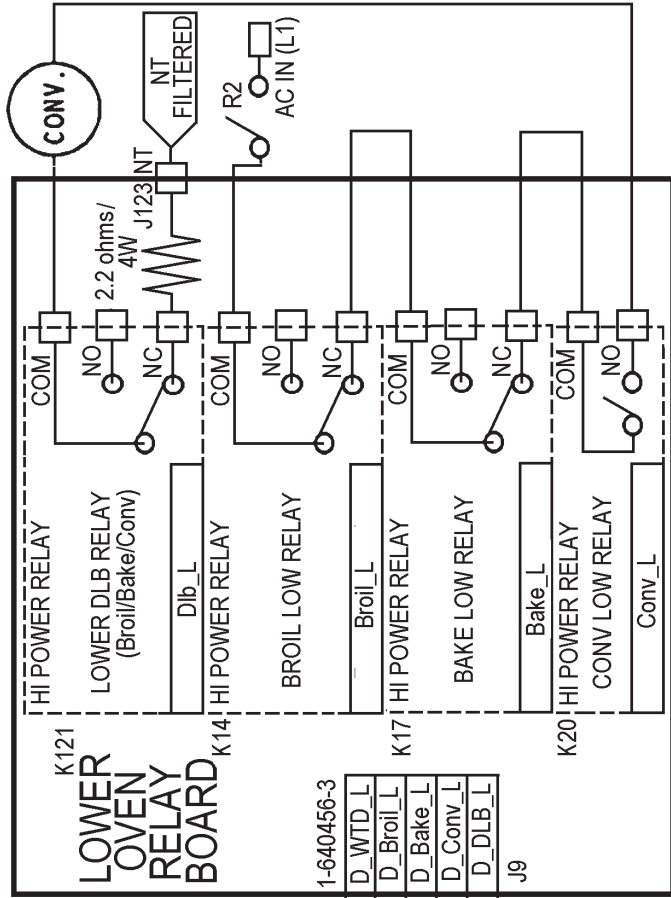 CONV.
NT
FILTERED
J123
NT
2.2 ohms/
4W
R2
AC IN (L1)
LOWER
OVEN
RELAY
BOARD
K121
HI POWER RELAY
LOWER DLB RELAY
(Broil/Bake/Conv)
Dlb_L
COM
NO
NC
K14
HI POWER RELAY
BROIL LOW RELAY
Broil_L
COM
NO
NC
K17
HI POWER RELAY
BAKE LOW RELAY
Bake_L
COM
NO
NC
K20
HI POWER RELAY
CONV LOW RELAY
Conv_L
COM
NO
1-640456-3
D_WTD_L
D_Broil_L
D_Bake_L
D_Conv_L
D_DLB_L
J9